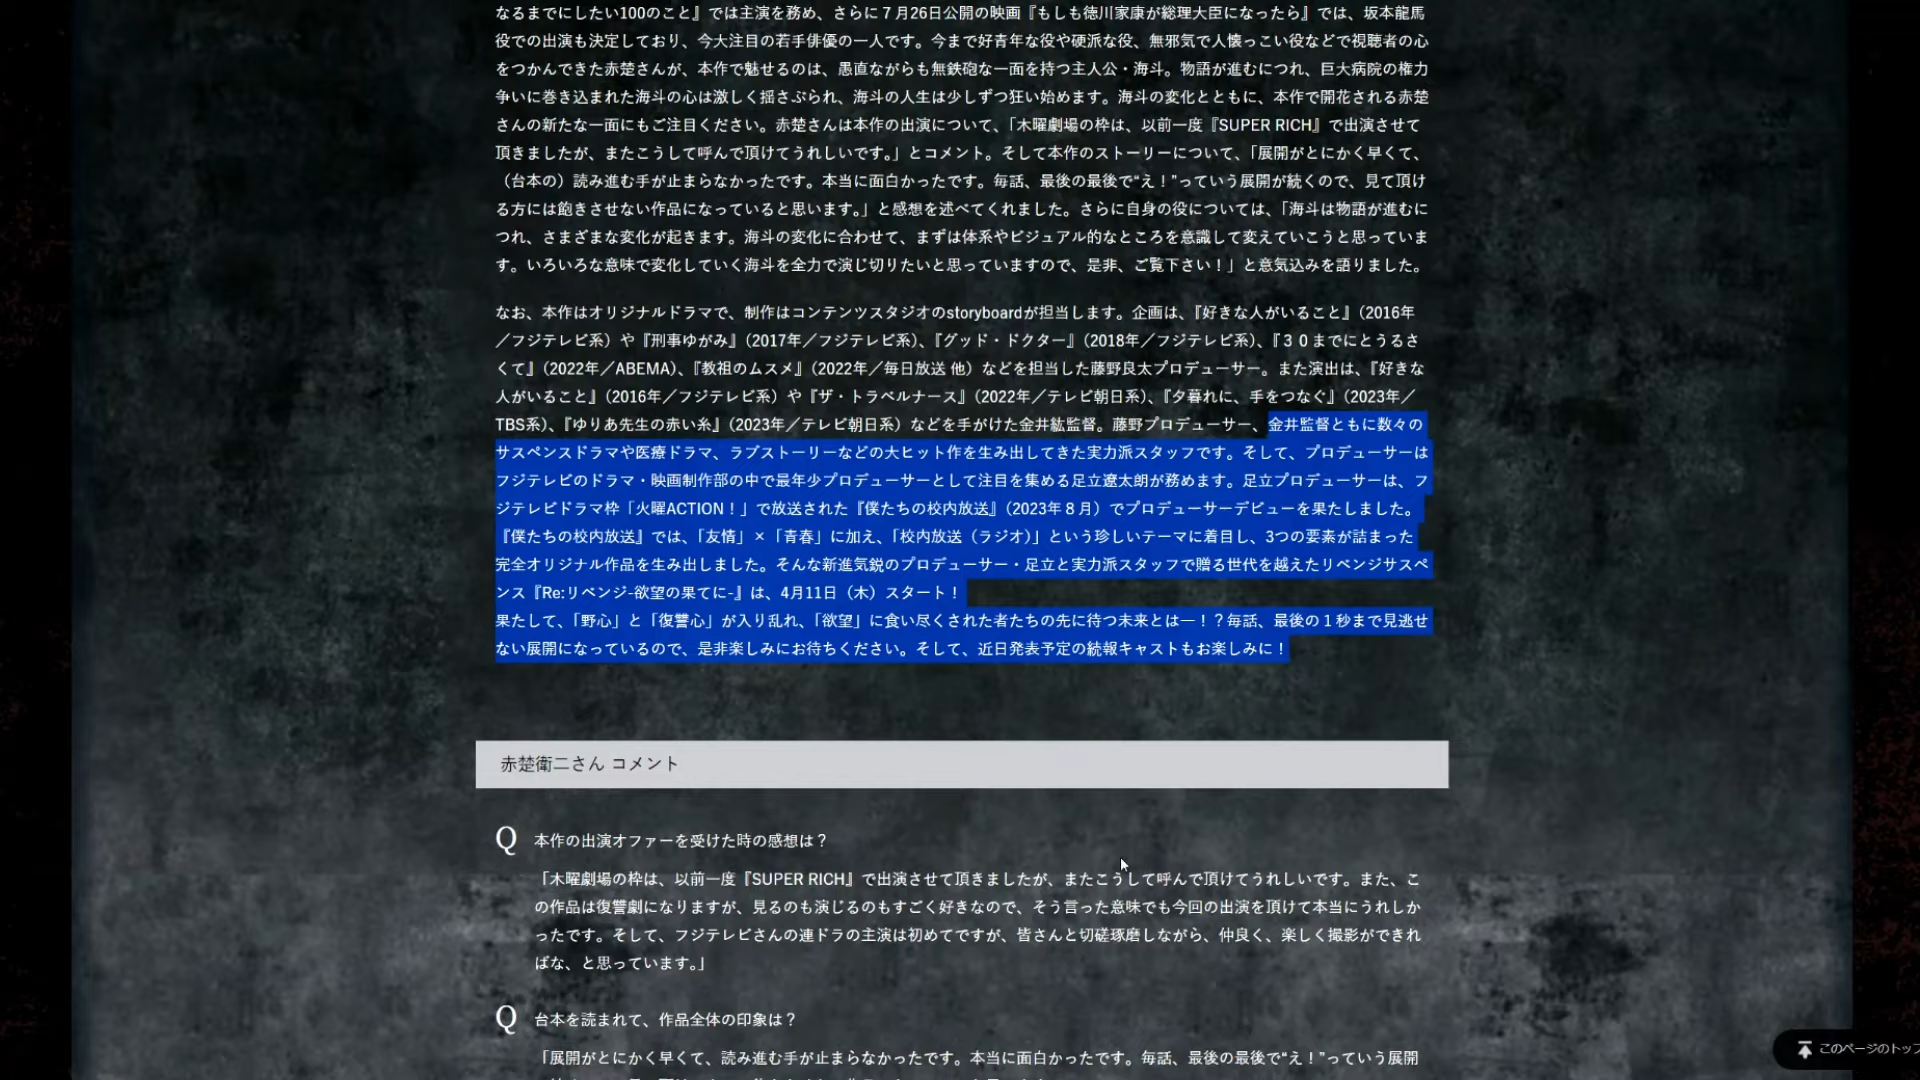 なるまでにしたい100のこと』では主演を務め、さらに７月26日公開の映画『もしも徳川家康が総理大臣になったら』では、坂本龍馬
役での出演も決定しており、今大注目の若手俳優の一人です。今まで好青年な役や硬派な役、無邪気で人懐っこい役などで視聴者の心
をつかんできた赤楚さんが、本作で魅せるのは、愚直ながらも無鉄砲な一面を持つ主人公・海斗。物語が進むにつれ、巨大病院の権力
争いに巻き込まれた海斗の心は激しく揺さぶられ、海斗の人生は少しずつ狂い始めます。海斗の変化とともに、本作で開花される赤楚
さんの新たな一面にもご注目ください。赤楚さんは本作の出演について、「木曜劇場の枠は、以前一度『SUPER RICH』で出演させて
頂きましたが、またこうして呼んで頂けてうれしいです。」とコメント。そして本作のストーリーについて、「展開がとにかく早くて、
（台本の）読み進む手が止まらなかったです。本当に面白かったです。毎話、最後の最後で“え！”っていう展開が続くので、見て頂け
る方には飽きさせない作品になっていると思います。」と感想を述べてくれました。さらに自身の役については、「海斗は物語が進むに
つれ、さまざまな変化が起きます。海斗の変化に合わせて、まずは体系やビジュアル的なところを意識して変えていこうと思っていま
す。いろいろな意味で変化していく海斗を全力で演じ切りたいと思っていますので、是非、ご覧下さい！」と意気込みを語りました。
なお、本作はオリジナルドラマで、制作はコンテンツスタジオのstoryboardが担当します。企画は、『好きな人がいること』（2016年
／フジテレビ系）や『刑事ゆがみ』（2017年／フジテレビ系）、『グッド・ドクター』（2018年／フジテレビ系）、『３０までにとうるさ
くて』（2022年／ABEMA）、『教祖のムスメ』（2022年／毎日放送 他）などを担当した藤野良太プロデューサー。また演出は、『好きな
人がいること』（2016年／フジテレビ系）や『ザ・トラベルナース』（2022年／テレビ朝日系）、『夕暮れに、手をつなぐ』（2023年／
TBS系）、『ゆりあ先生の赤い糸』（2023年／テレビ朝日系）などを手がけた金井紘監督。藤野プロデューサー、金井監督ともに数々の
サスペンスドラマや医療ドラマ、ラブストーリーなどの大ヒット作を生み出してきた実力派スタッフです。そして、プロデューサーは
フジテレビのドラマ・映画制作部の中で最年少プロデューサーとして注目を集める足立遼太朗が務めます。足立プロデューサーは、フ
ジテレビドラマ枠「火曜ACTION！」で放送された『僕たちの校内放送』（2023年８月）でプロデューサーデビューを果たしました。
『僕たちの校内放送』では、「友情」×「青春」に加え、「校内放送（ラジオ）」という珍しいテーマに着目し、3つの要素が詰まった
完全オリジナル作品を生み出しました。そんな新進気鋭のプロデューサー・足立と実力派スタッフで贈る世代を越えたリベンジサスペ
ンス『Re:リベンジ-欲望の果てに-』は、4月11日（木）スタート！
果たして、「野心」と「復讐心」が入り乱れ、「欲望」に食い尽くされた者たちの先に待つ未来とは―！？毎話、最後の１秒まで見逃せ
ない展開になっているので、是非楽しみにお待ちください。そして、近日発表予定の続報キャストもお楽しみに！
赤楚衛二さん コメント
Q 本作の出演オファーを受けた時の感想は？
「木曜劇場の枠は、以前一度『SUPER RICH』で出演させて頂きましたが、またこうして呼んで頂けてうれしいです。また、こ
の作品は復讐劇になりますが、見るのも演じるのもすごく好きなので、そう言った意味でも今回の出演を頂けて本当にうれしか
ったです。そして、フジテレビさんの連ドラの主演は初めてですが、皆さんと切磋琢磨しながら、仲良く、楽しく撮影ができれ
ばな、と思っています。」
Q 台本を読まれて、作品全体の印象は？
「展開がとにかく早くて、読み進む手が止まらなかったです。本当に面白かったです。毎話、最後の最後で“え！”っていう展開
このページのトップ